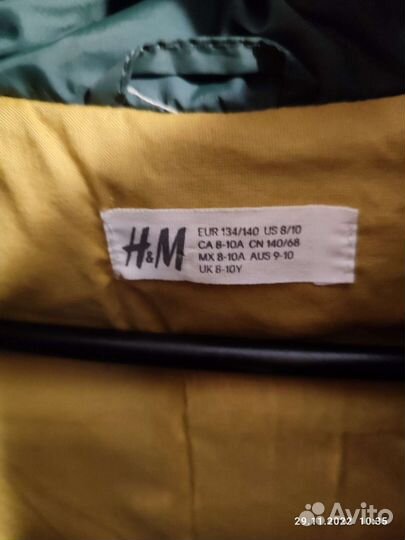 H&M
EUR 134/140 US 8/10
CA 8-10A CN 140/68
MX 8-10A AUS 9-10
UK 8-10Y
Avito
29.11.2022 10:35